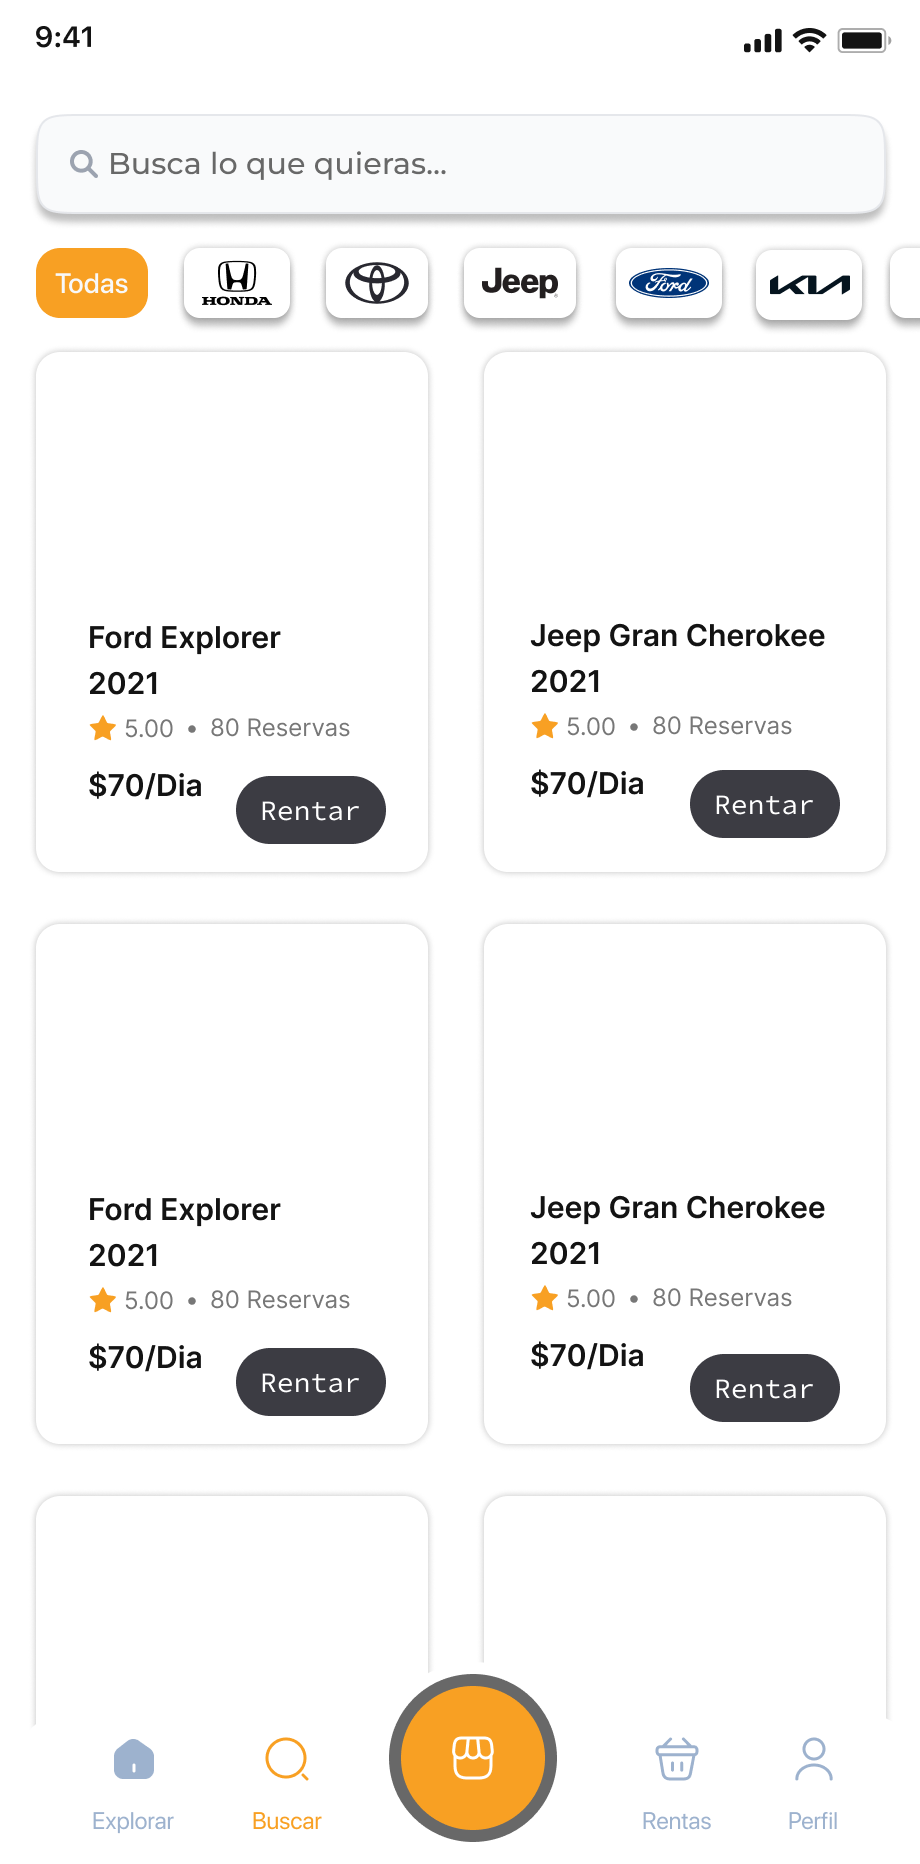 9:41
Busca lo que quieras...
Todas
HONDA
Jeep
Ford
KIA
Ford Explorer
2021
5.00 • 80 Reservas
$70/Dia
Rentar
Jeep Gran Cherokee
2021
5.00 • 80 Reservas
$70/Dia
Rentar
Ford Explorer
2021
5.00 • 80 Reservas
$70/Dia
Rentar
Jeep Gran Cherokee
2021
5.00 • 80 Reservas
$70/Dia
Rentar
Explorar
Buscar
Rentas
Perfil